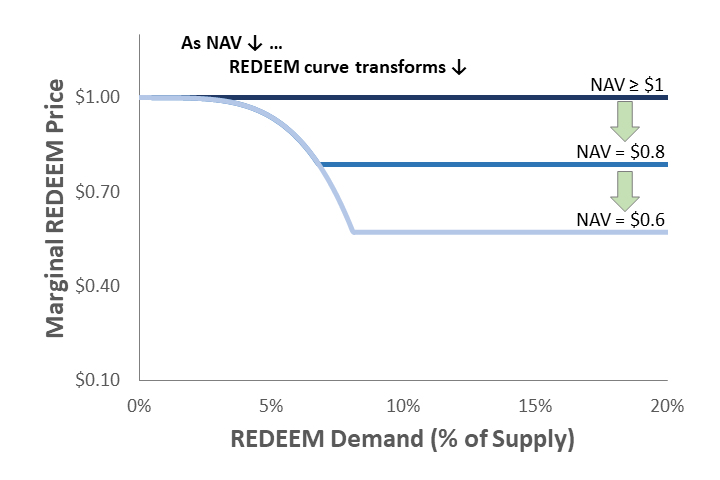 As NAV ↓ ...
REDEEM curve transforms ↓
NAV ≥ $1
NAV = $0.8
NAV = $0.6
Marginal REDEEM Price
$1.00
$0.70
$0.40
$0.10
0% 5% 10% 15% 20%
REDEEM Demand (% of Supply)